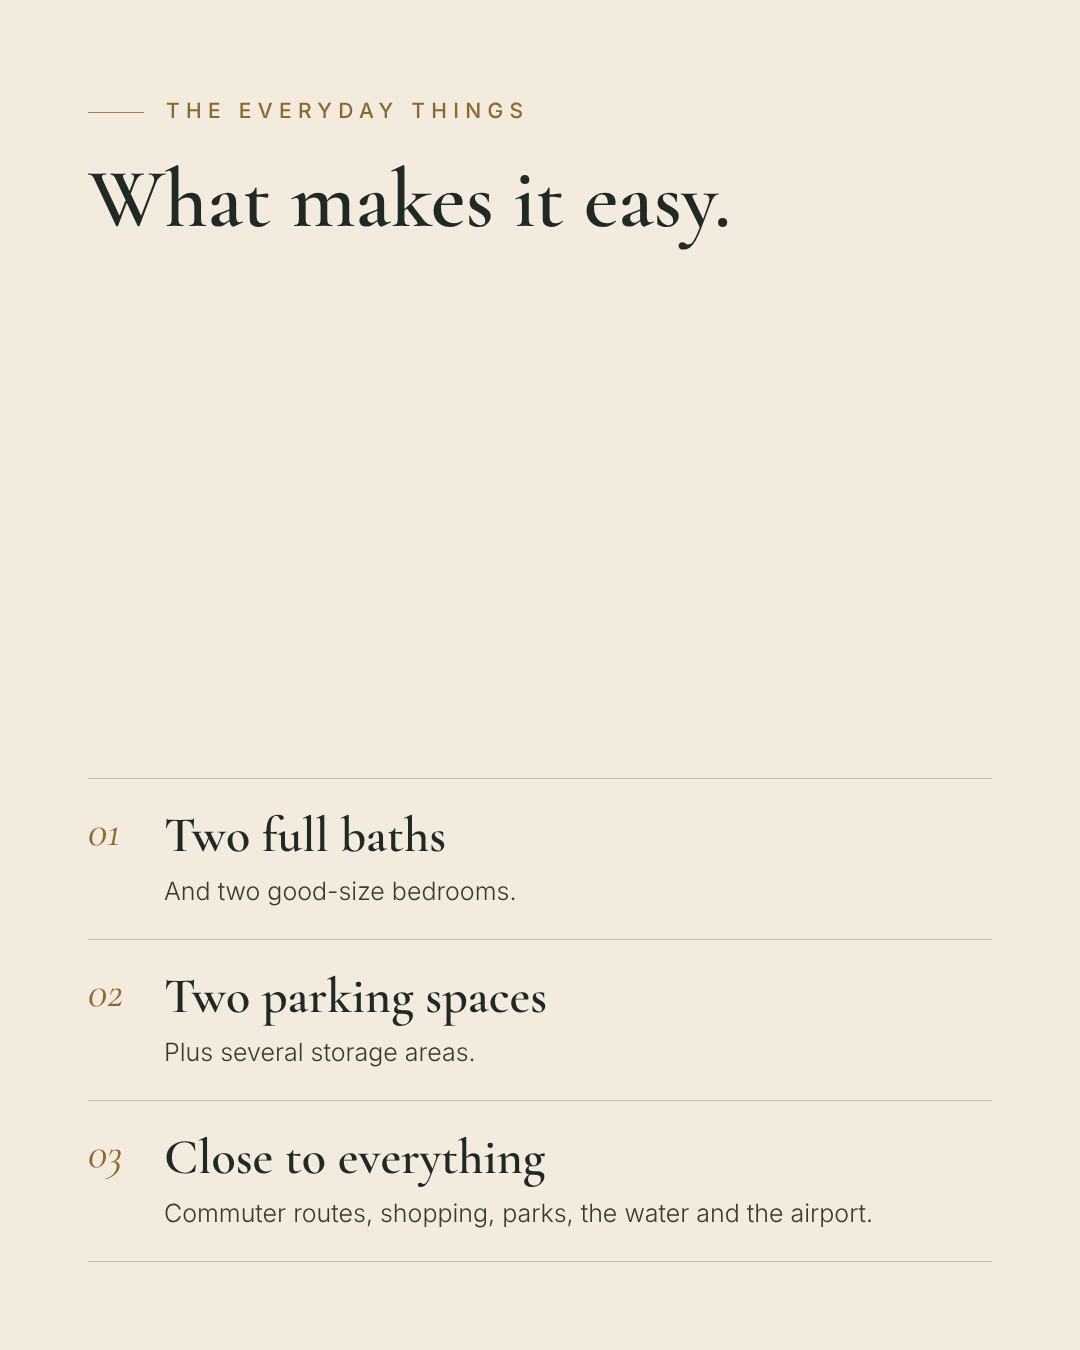 THE EVERYDAY THINGS
What makes it easy.
01 Two full baths
And two good-size bedrooms.
02 Two parking spaces
Plus several storage areas.
03 Close to everything
Commuter routes, shopping, parks, the water and the airport.